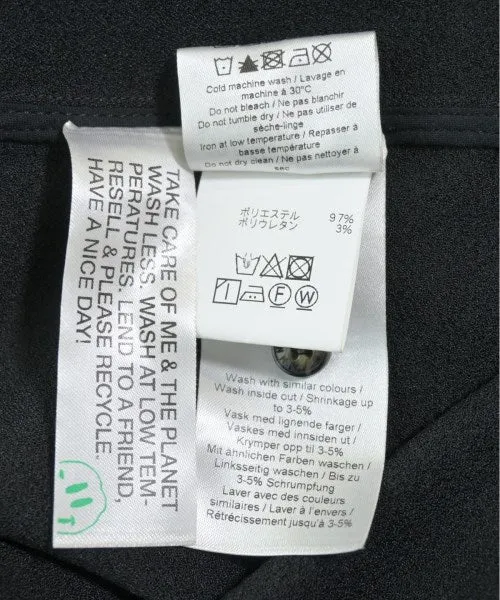 Cold machine wash / Lavage en
machine à 30°C
Do not bleach / Ne pas blanchir
Do not tumble dry / Ne pas utiliser de
sèche-linge
Iron at low temperature / Repasser à
basse température
Do not dry clean / Ne pas nettoyer à
sec
ポリエステル 97%
ポリウレタン 3%
F W
Wash with similar colours /
Wash inside out / Shrinkage up
to 3-5%
Vask med lignende farger /
Vaskes med innsiden ut /
Krymper opp til 3-5%
Mit ähnlichen Farben waschen /
Linksseitig waschen / Bis zu
3-5% Schrumpfung
Laver avec des couleurs
similaires / Laver à l'envers /
Rétrécissement jusqu'à 3-5%
TAKE CARE OF ME & THE PLANET
WASH LESS. WASH AT LOW TEM-
PERATURES. LEND TO A FRIEND,
RESELL & PLEASE RECYCLE.
HAVE A NICE DAY!